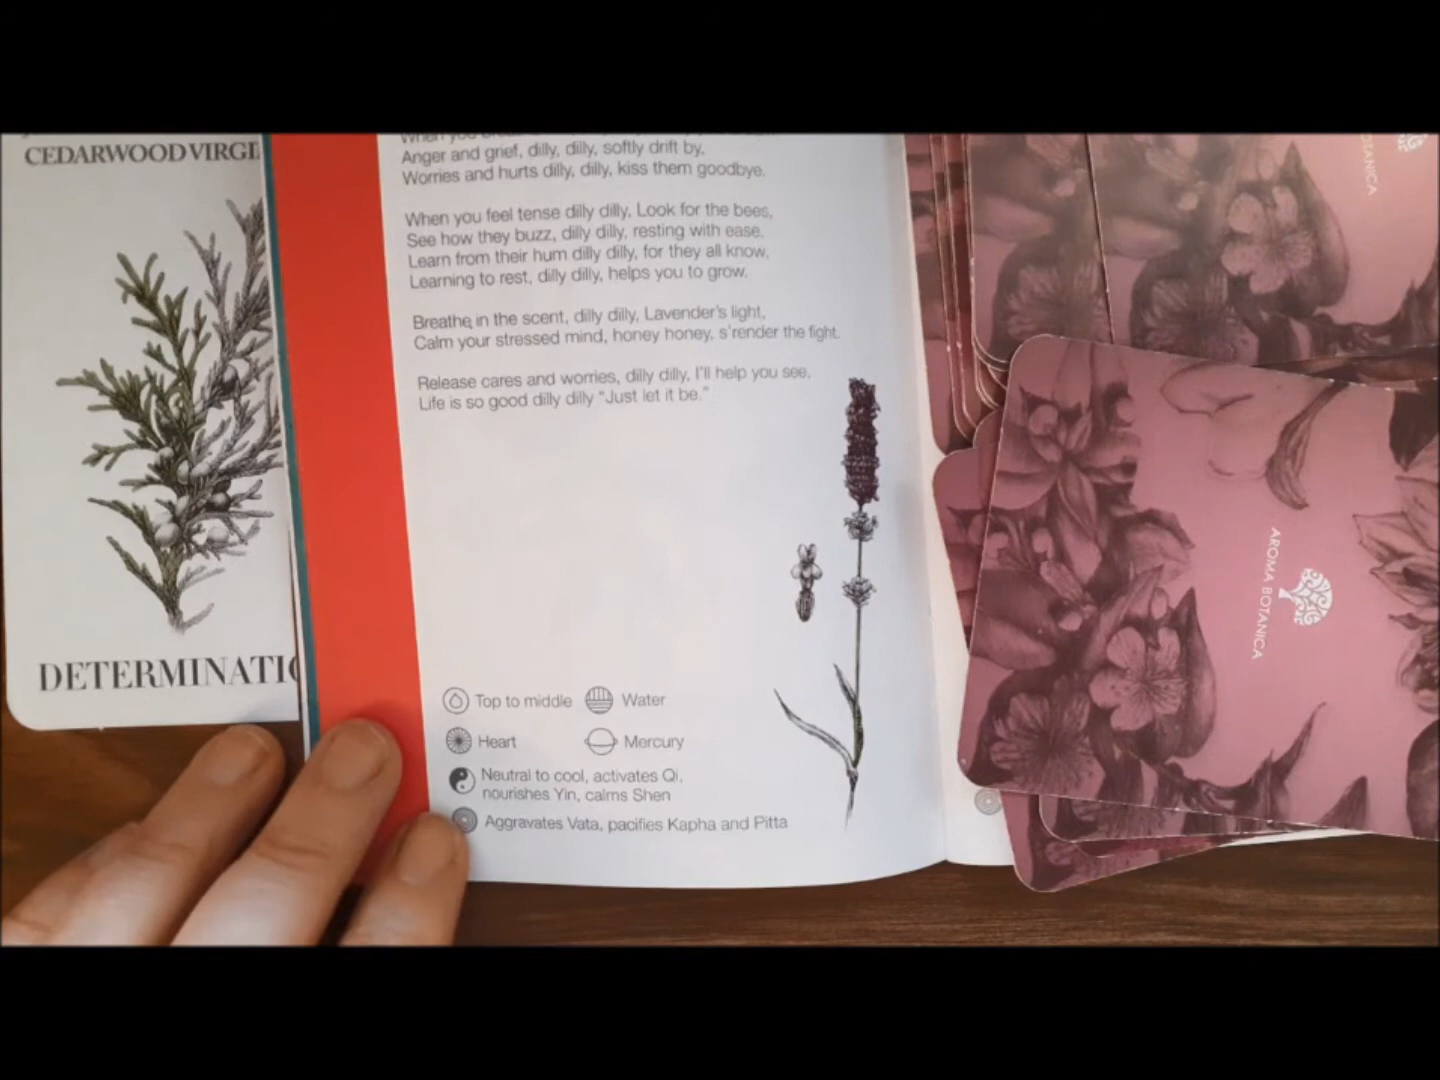 CEDARWOOD VIRGI
DETERMINATIO
When you
Anger and grief, dilly, dilly, softly drift by,
Worries and hurts dilly, dilly, kiss them goodbye.
When you feel tense dilly dilly, Look for the bees,
See how they buzz, dilly dilly, resting with ease,
Learn from their hum dilly dilly, for they all know,
Learning to rest, dilly dilly, helps you to grow.
Breathe in the scent, dilly dilly, Lavender's light,
Calm your stressed mind, honey honey, s'render the fight.
Release cares and worries, dilly dilly, I'll help you see,
Life is so good dilly dilly "Just let it be."
Top to middle
Water
Heart
Mercury
Neutral to cool, activates Qi,
nourishes Yin, calms Shen
Aggravates Vata, pacifies Kapha and Pitta
AROMA BOTANICA